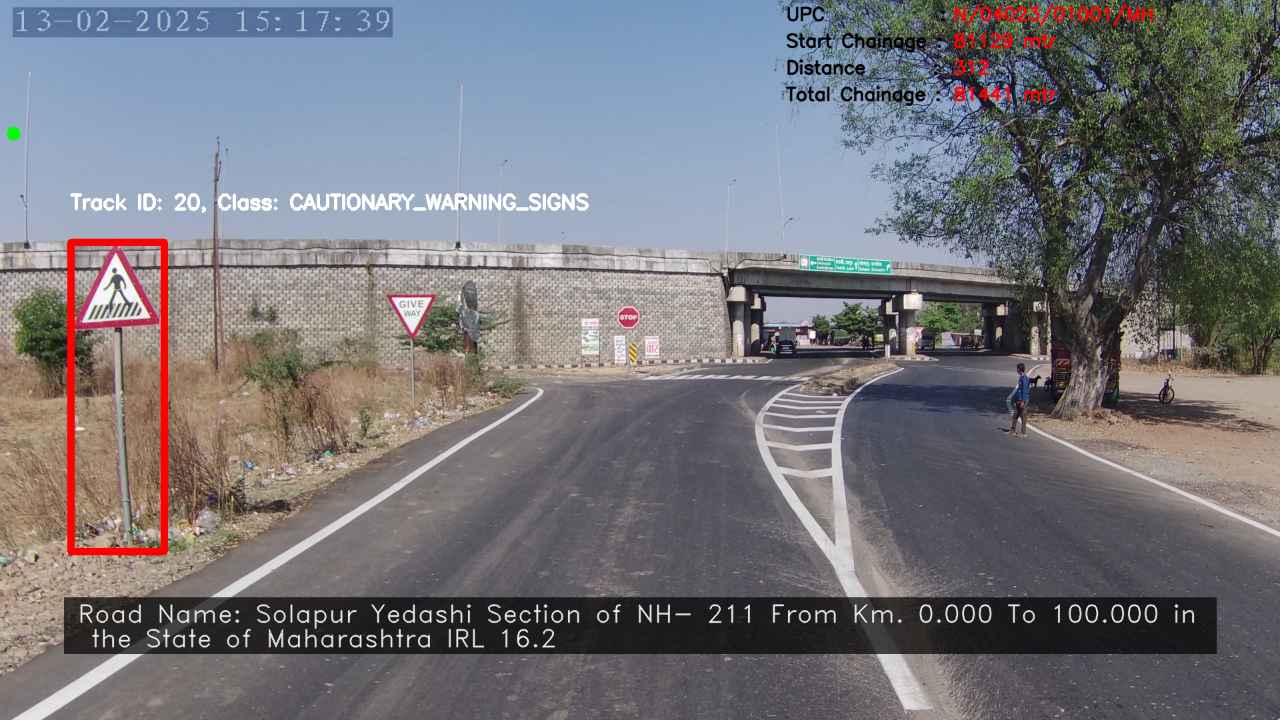 13-02-2025 15:17:39
UPC : N/04023/01001/MH
Start Chainage : 81129 mtr
Distance : 312
Total Chainage : 81441 mtr
Track ID: 20, Class: CAUTIONARY_WARNING_SIGNS
GIVE
WAY
STOP
Road Name: Solapur Yedashi Section of NH- 211 From Km. 0.000 To 100.000 in
the State of Maharashtra IRL 16.2